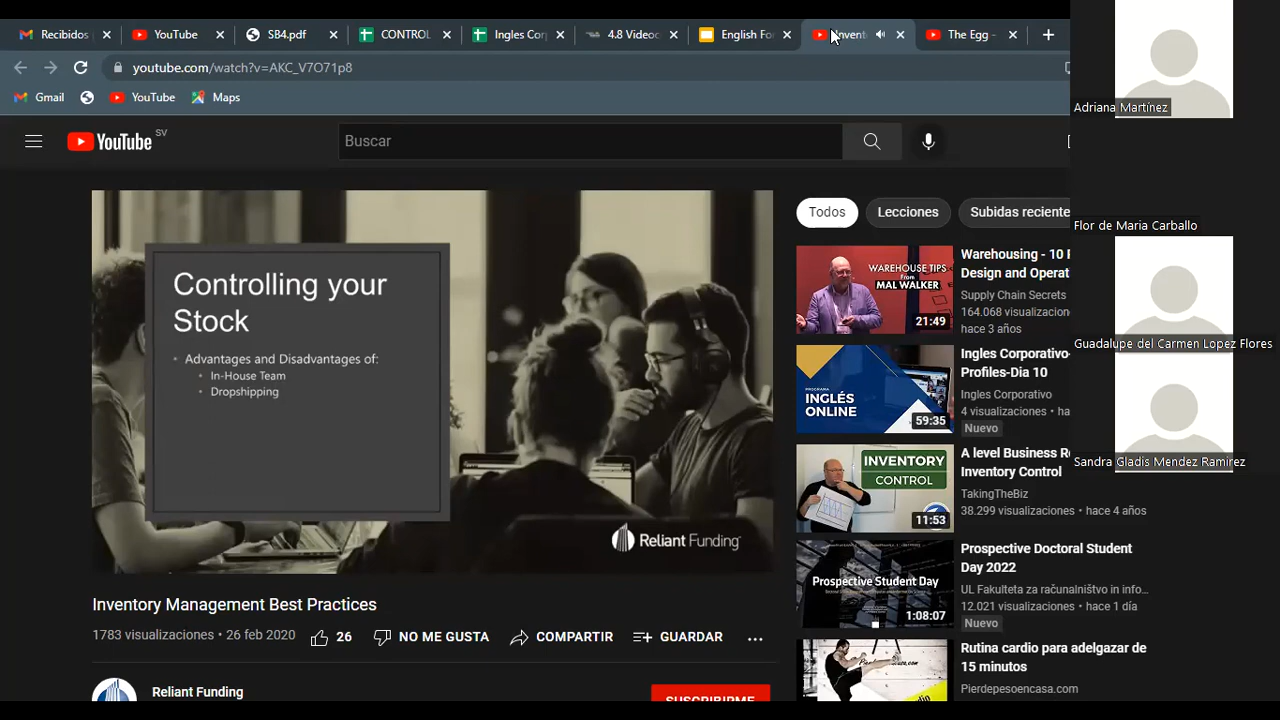 Recibidos
YouTube
SB4.pdf
CONTROL
Ingles Cor
4.8 Videoc
English Fo
Invent
The Egg -
youtube.com/watch?v=AKC_V7O71p8
Gmail
YouTube
Maps
YouTube SV
Buscar
Controlling your
Stock
Advantages and Disadvantages of:
In-House Team
Dropshipping
Reliant Funding
Inventory Management Best Practices
1783 visualizaciones • 26 feb 2020
26
NO ME GUSTA
COMPARTIR
GUARDAR
Reliant Funding
SUSCRIBIRME
Todos
Lecciones
Subidas reciente
WAREHOUSE TIPS
From
MAL WALKER
21:49
Warehousing - 10 P
Design and Operat
Supply Chain Secrets
164.068 visualizacion
hace 3 años
PROGRAMA
INGLÉS
ONLINE
59:35
Ingles Corporativo-
Profiles-Dia 10
Ingles Corporativo
4 visualizaciones • ha
Nuevo
INVENTORY
CONTROL
11:53
A level Business Re
Inventory Control
TakingTheBiz
38.299 visualizaciones • hace 4 años
Prospective Student Day
1:08:07
Prospective Doctoral Student
Day 2022
UL Fakulteta za računalništvo in info...
12.021 visualizaciones • hace 1 día
Nuevo
Rutina cardio para adelgazar de
15 minutos
Pierdepesoencasa.com
Adriana Martínez
Flor de Maria Carballo
Guadalupe del Carmen Lopez Flores
Sandra Gladis Mendez Ramirez